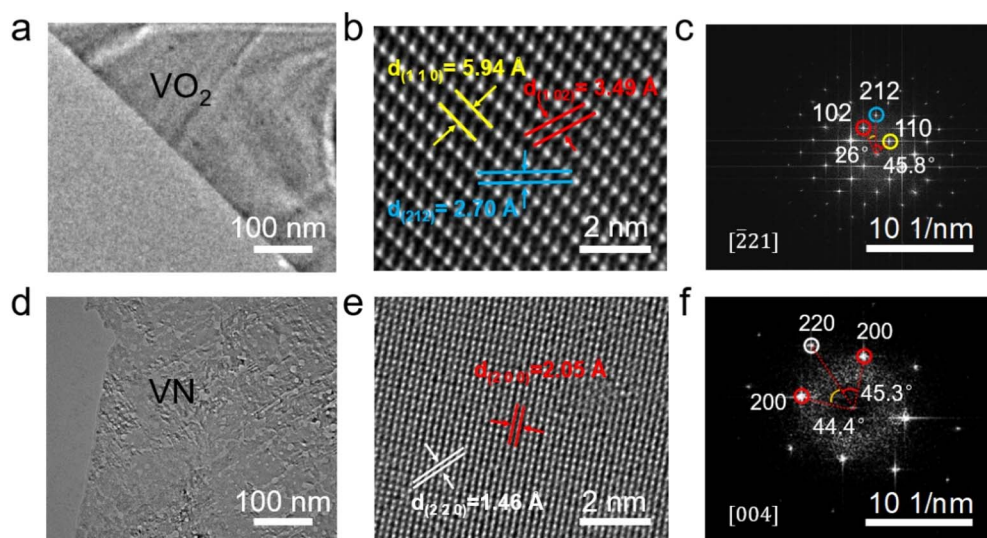 a
VO₂
100 nm
b
d(1 1 0)= 5.94 Å
d(1 02)= 3.49 Å
d(212)= 2.70 Å
2 nm
c
212
102
110
26°
45.8°
[2̄21]
10 1/nm
d
VN
100 nm
e
d(2 0 0)=2.05 Å
d(2 2 0)=1.46 Å
2 nm
f
220
200
200
45.3°
44.4°
[004]
10 1/nm